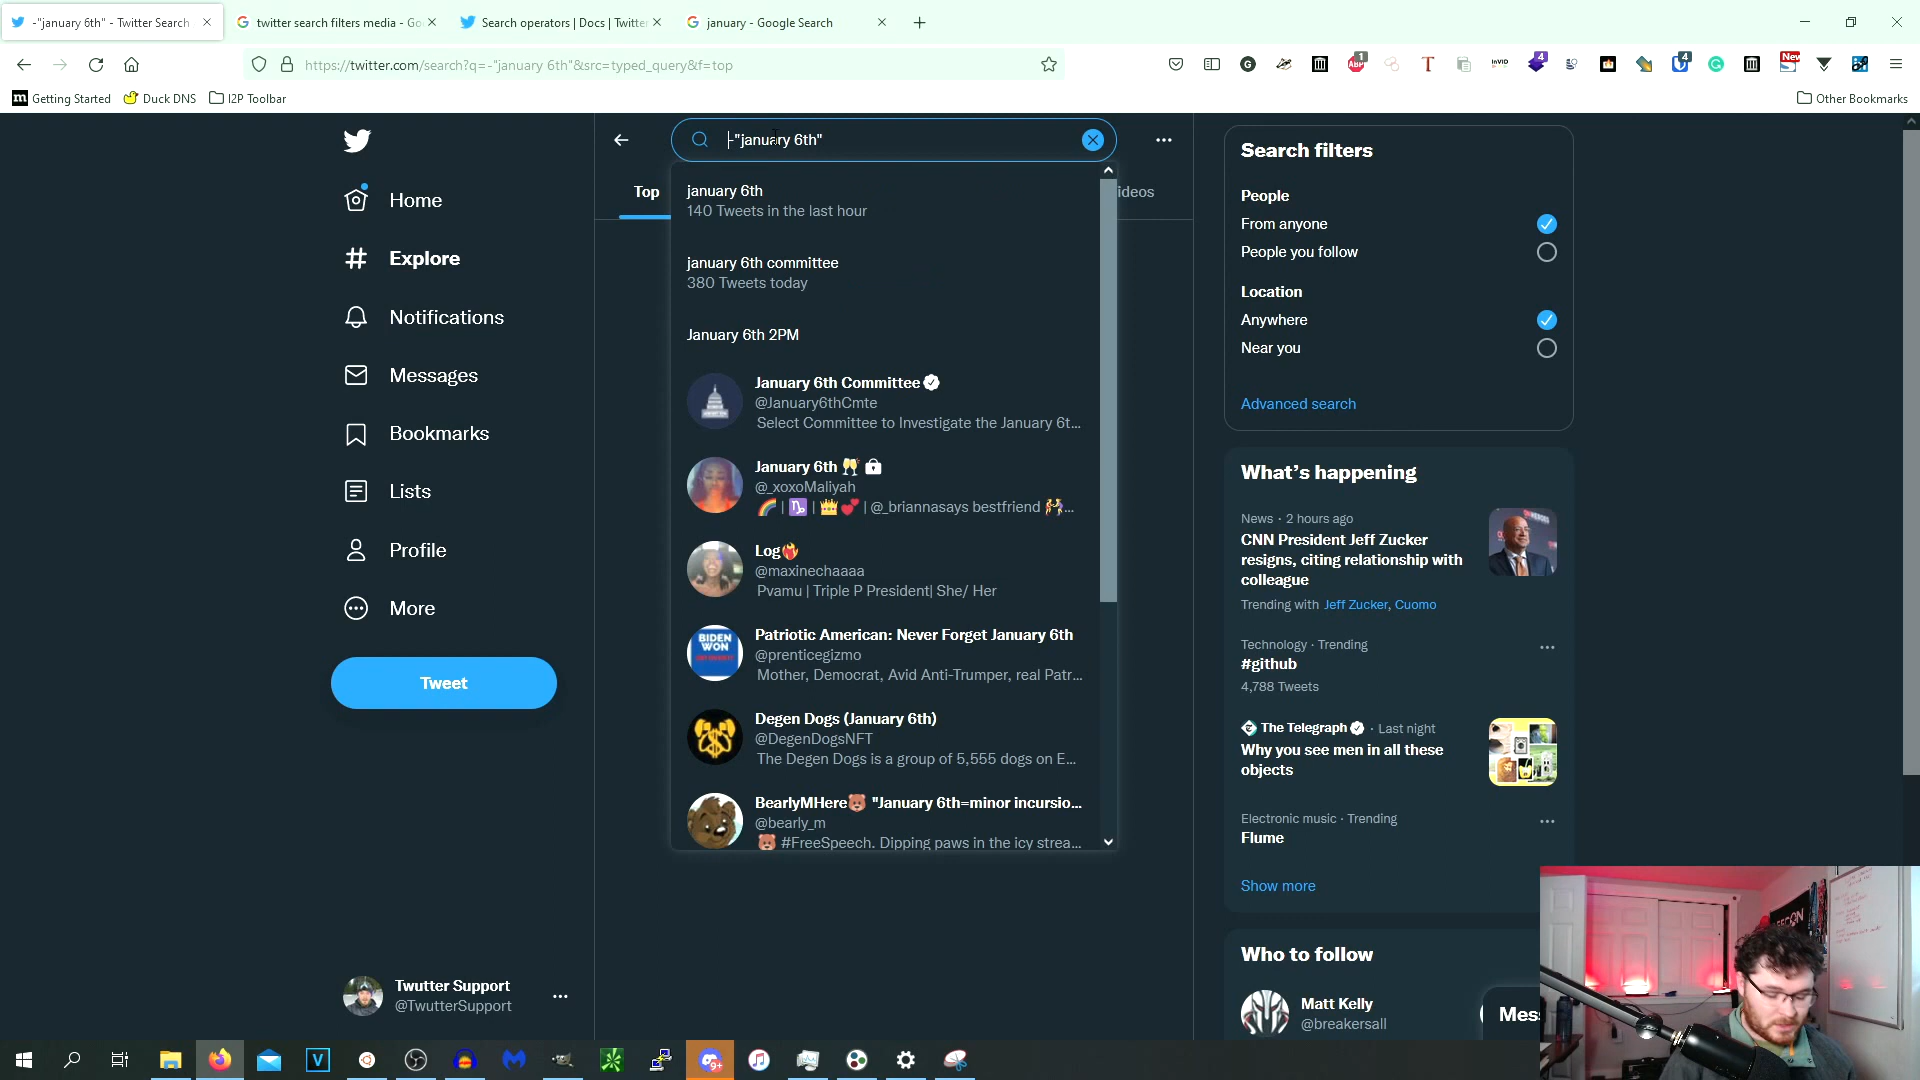 -"january 6th" - Twitter Search
twitter search filters media - Go
Search operators | Docs | Twitter
january - Google Search
https://twitter.com/search?q=-"january 6th"&src=typed_query&f=top
Getting Started
Duck DNS
I2P Toolbar
Other Bookmarks
-"january 6th"
Top
ideos
january 6th
140 Tweets in the last hour
january 6th committee
380 Tweets today
January 6th 2PM
January 6th Committee
@January6thCmte
Select Committee to Investigate the January 6t...
January 6th 🥂
@_xoxoMaliyah
🌈 | ♑ | 👑💕 | @_briannasays bestfriend 👯...
Log❤️‍🔥
@maxinechaaaa
Pvamu | Triple P President| She/ Her
BIDEN
WON
Patriotic American: Never Forget January 6th
@prenticegizmo
Mother, Democrat, Avid Anti-Trumper, real Patr...
Degen Dogs (January 6th)
@DegenDogsNFT
The Degen Dogs is a group of 5,555 dogs on E...
BearlyMHere🐻 "January 6th=minor incursio...
@bearly_m
🐻 #FreeSpeech. Dipping paws in the icy strea...
Home
Explore
Notifications
Messages
Bookmarks
Lists
Profile
More
Tweet
Twutter Support
@TwutterSupport
Search filters
People
From anyone
People you follow
Location
Anywhere
Near you
Advanced search
What's happening
News · 2 hours ago
CNN President Jeff Zucker
resigns, citing relationship with
colleague
Trending with Jeff Zucker, Cuomo
Technology · Trending
#github
4,788 Tweets
The Telegraph · Last night
Why you see men in all these
objects
Electronic music · Trending
Flume
Show more
Who to follow
Matt Kelly
@breakersall
Mes